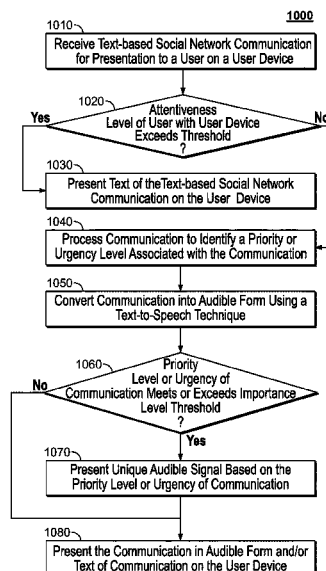 1000
1010
Receive Text-based Social Network Communication
for Presentation to a User on a User Device
1020
Yes
No
Attentiveness
Level of User with User Device
Exceeds Threshold
?
1030
Present Text of theText-based Social Network
Communication on the User Device
1040
Process Communication to Identify a Priority or
Urgency Level Associated with the Communication
1050
Convert Communication into Audible Form Using a
Text-to-Speech Technique
1060
No
Priority
Level or Urgency of
Communication Meets or Exceeds Importance
Level Threshold
?
Yes
1070
Present Unique Audible Signal Based on the
Priority Level or Urgency of Communication
1080
Present the Communication in Audible Form and/or
Text of Communication on the User Device